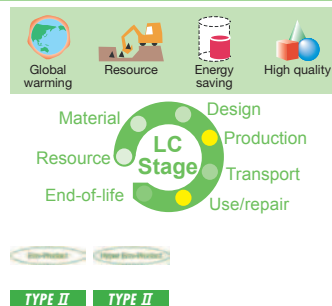 Global warming
Resource
Energy saving
High quality
Material
Design
LC Stage
Production
Resource
Transport
End-of-life
Use/repair
TYPE II
TYPE II